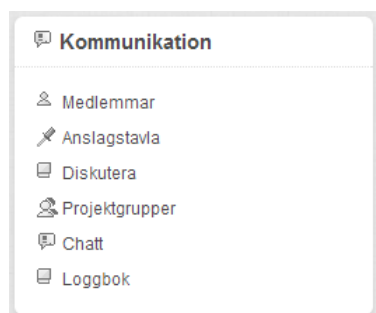 Kommunikation
Medlemmar
Anslagstavla
Diskutera
Projektgrupper
Chatt
Loggbok